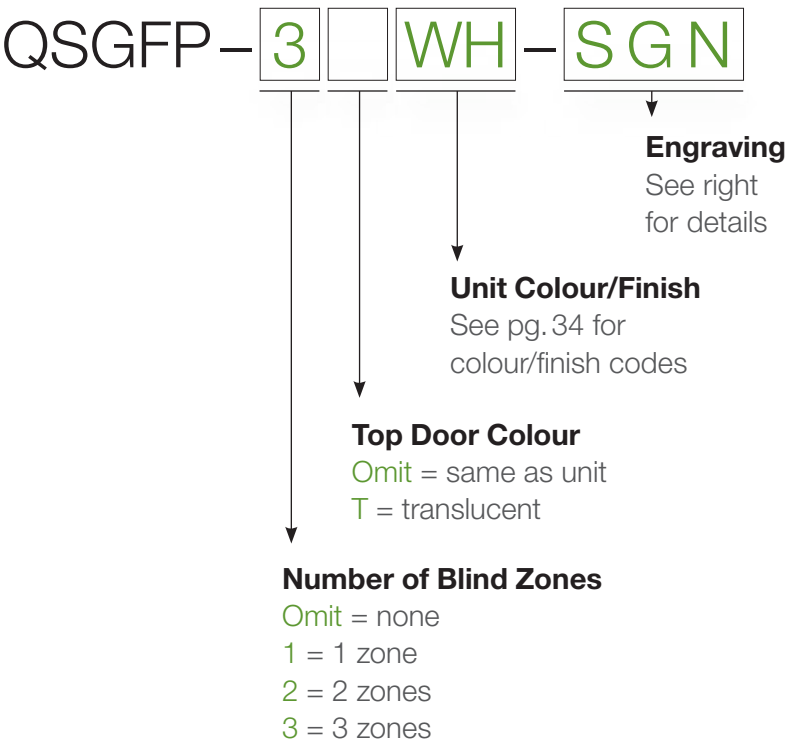 QSGFP – 3 WH – SGN
Engraving
See right
for details
Unit Colour/Finish
See pg. 34 for
colour/finish codes
Top Door Colour
Omit = same as unit
T = translucent
Number of Blind Zones
Omit = none
1 = 1 zone
2 = 2 zones
3 = 3 zones